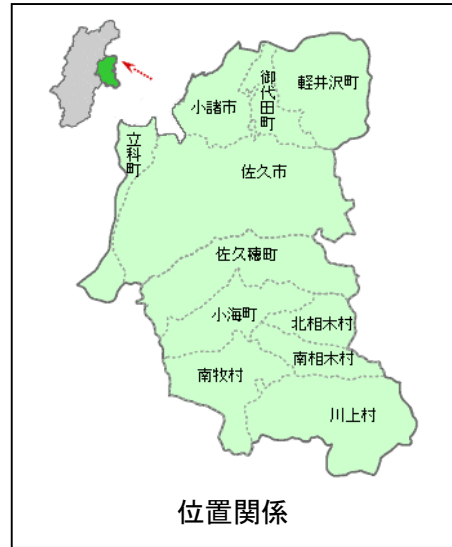 軽井沢町
御代田町
小諸市
立科町
佐久市
佐久穂町
小海町
北相木村
南相木村
南牧村
川上村
位置関係